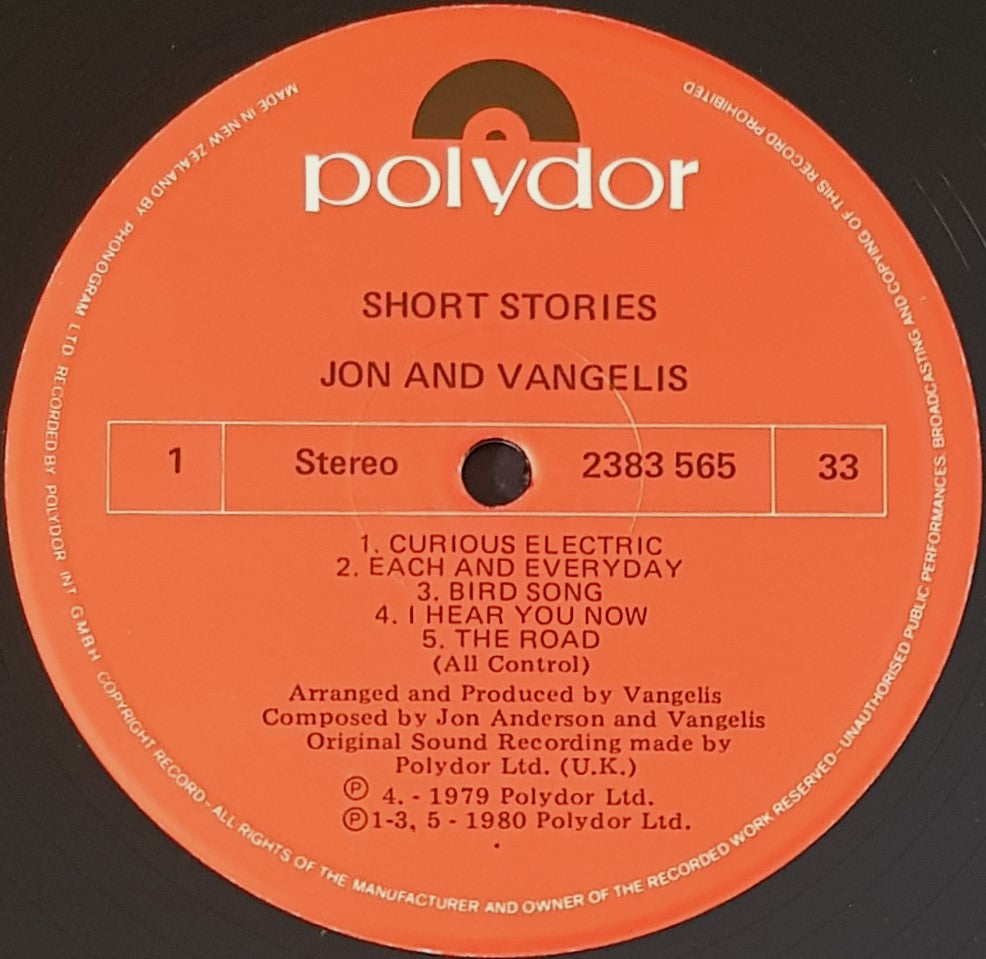 polydor
SHORT STORIES
JON AND VANGELIS
1 Stereo 2383 565 33
1. CURIOUS ELECTRIC
2. EACH AND EVERYDAY
3. BIRD SONG
4. I HEAR YOU NOW
5. THE ROAD
(All Control)
Arranged and Produced by Vangelis
Composed by Jon Anderson and Vangelis
Original Sound Recording made by
Polydor Ltd. (U.K.)
Ⓟ 4. - 1979 Polydor Ltd.
Ⓟ1-3, 5 - 1980 Polydor Ltd.
MADE IN NEW ZEALAND BY PHONOGRAM LTD RECORDED BY POLYDOR INT GMBH COPYRIGHT RECORD - ALL RIGHTS OF THE MANUFACTURER AND OWNER OF THE RECORDED WORK RESERVED - UNAUTHORISED PUBLIC PERFORMANCES. BROADCASTING AND COPYING OF THIS RECORD PROHIBITED